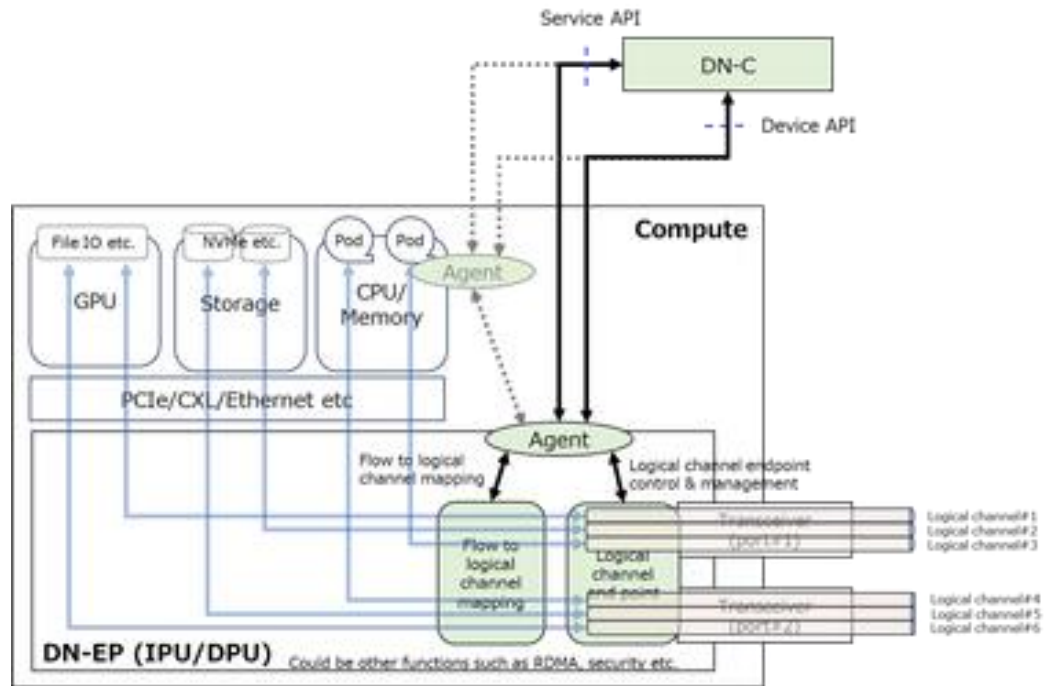 Service API
DN-C
Device API
Compute
File IO etc.
NVMe etc.
Pod
Pod
Agent
GPU
Storage
CPU/
Memory
PCIe/CXL/Ethernet etc
Agent
Flow to logical
channel mapping
Logical channel endpoint
control & management
Flow to
logical
channel
mapping
Logical
channel
end point
Transceiver
(port#1)
Logical channel#1
Logical channel#2
Logical channel#3
Transceiver
(port#2)
Logical channel#4
Logical channel#5
Logical channel#6
DN-EP (IPU/DPU)
Could be other functions such as RDMA, security etc.